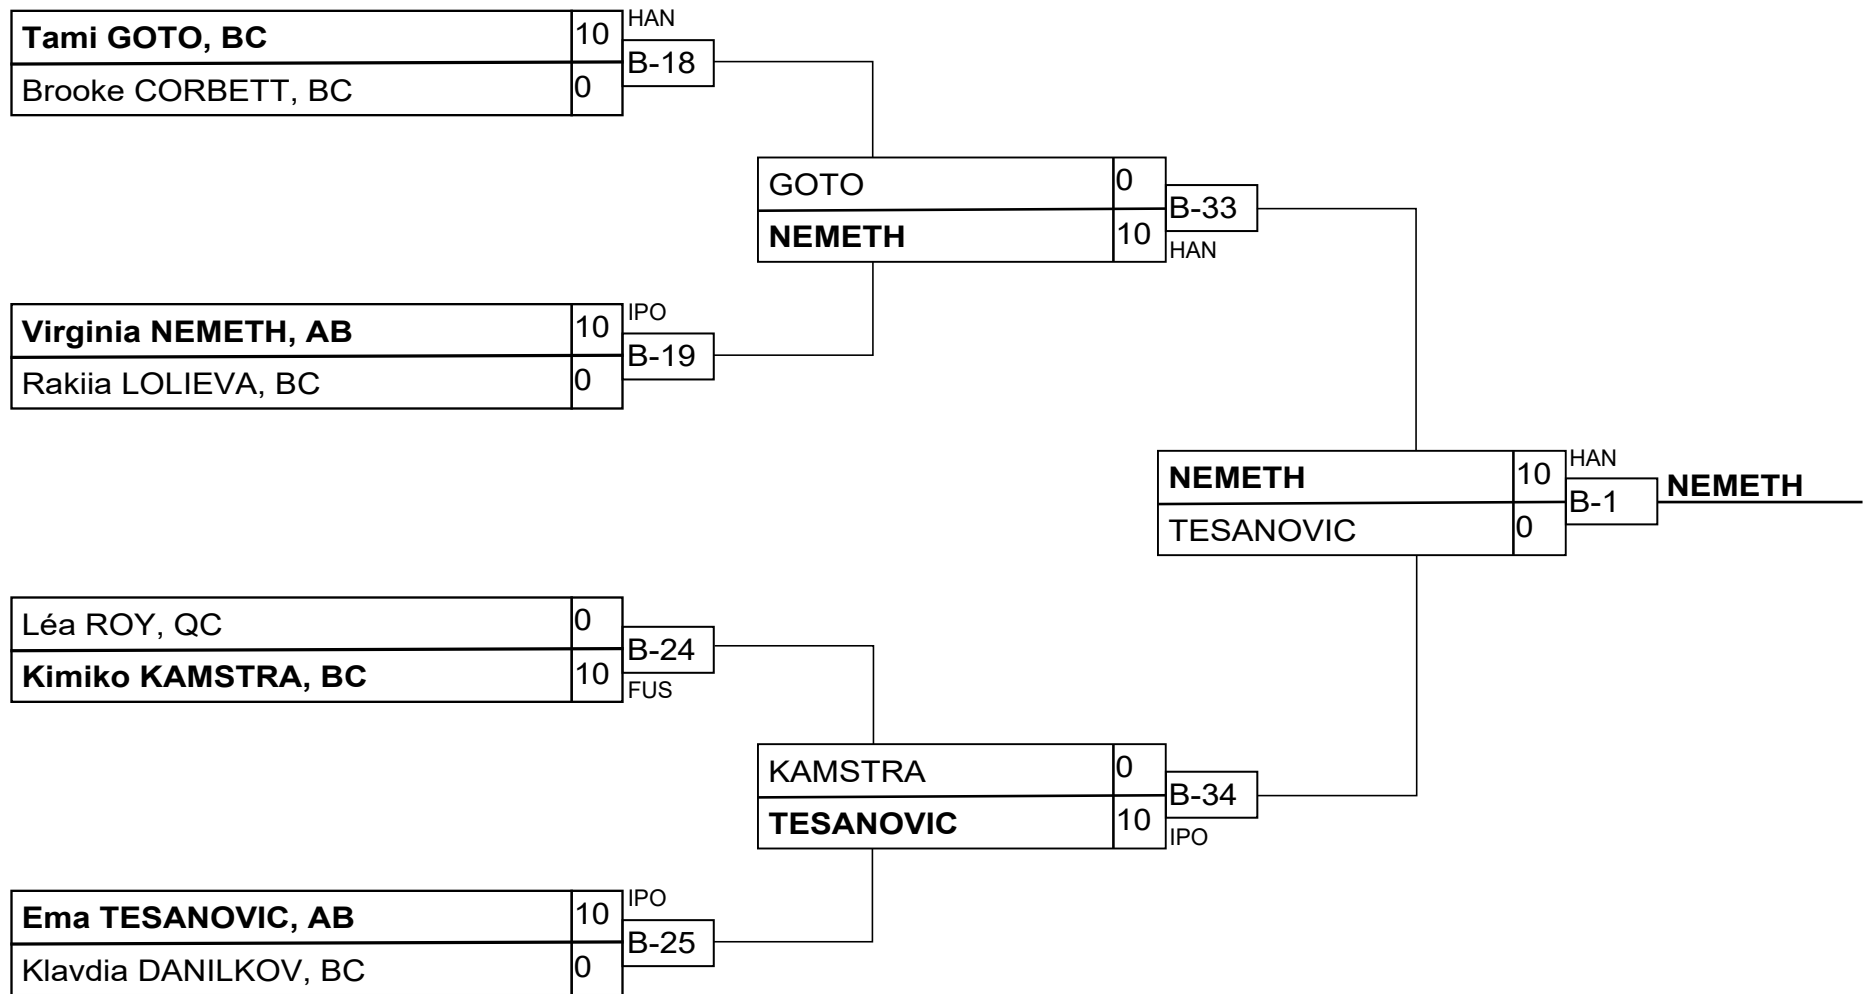 Tami GOTO, BC 10 HAN
B-18
Brooke CORBETT, BC 0
GOTO 0
B-33
NEMETH 10 HAN
Virginia NEMETH, AB 10 IPO
B-19
Rakiia LOLIEVA, BC 0
NEMETH 10 HAN
B-1 NEMETH
TESANOVIC 0
Léa ROY, QC 0
B-24
Kimiko KAMSTRA, BC 10 FUS
KAMSTRA 0
B-34
TESANOVIC 10 IPO
Ema TESANOVIC, AB 10 IPO
B-25
Klavdia DANILKOV, BC 0